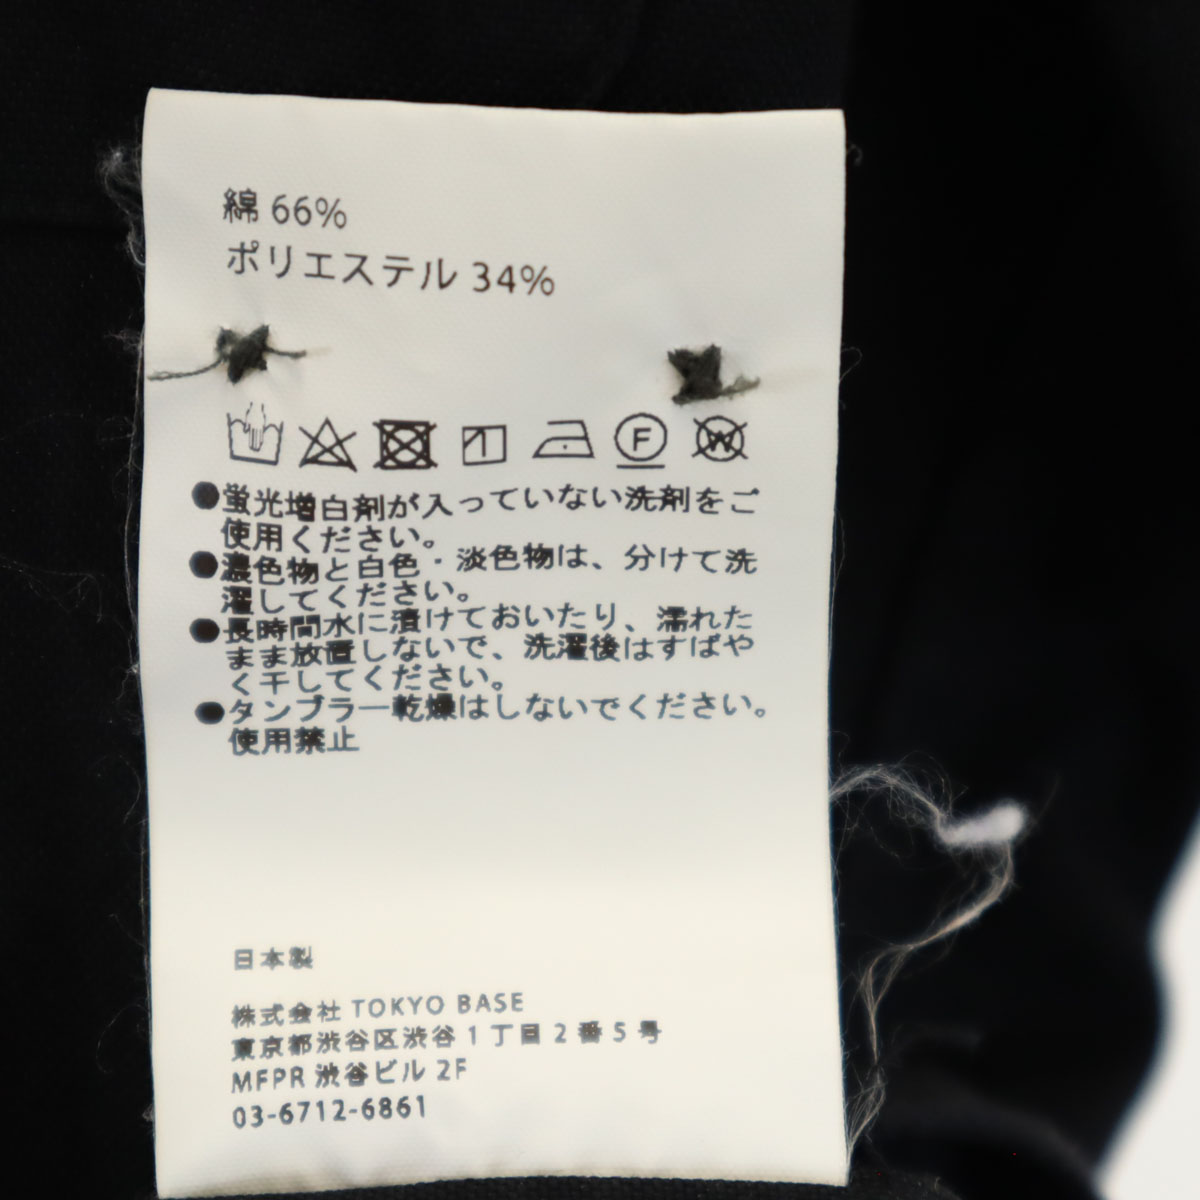 綿 66%
ポリエステル 34%
F W
●蛍光増白剤が入っていない洗剤をご
使用ください。
●濃色物と白色・淡色物は、分けて洗
濯してください。
●長時間水に漬けておいたり、濡れた
まま放置しないで、洗濯後はすばや
く干してください。
●タンブラー乾燥はしないでください。
使用禁止
日本製
株式会社 TOKYO BASE
東京都渋谷区渋谷1丁目2番5号
MFPR 渋谷ビル 2F
03-6712-6861